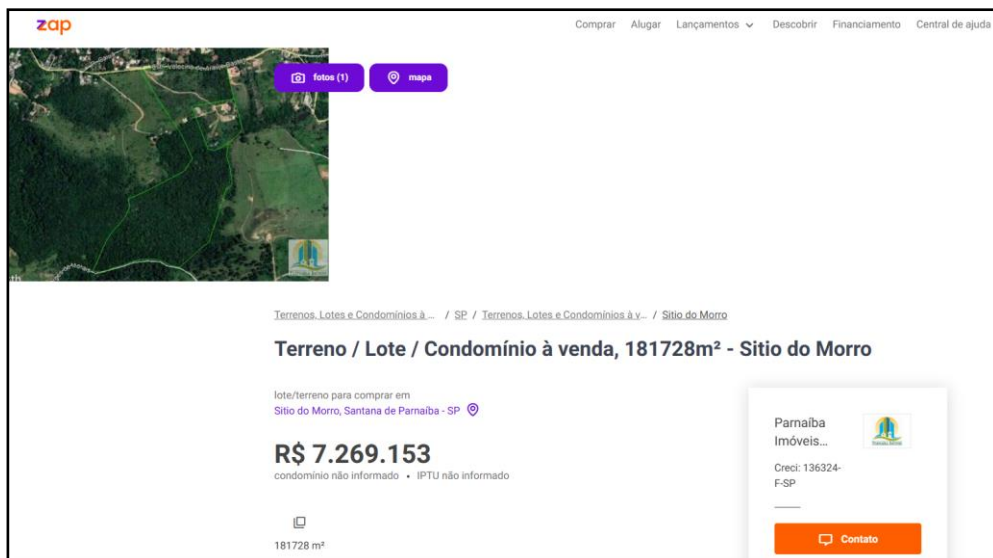 zap
Comprar Alugar Lançamentos Descobrir Financiamento Central de ajuda
fotos (1) mapa
Terrenos, Lotes e Condomínios à ... / SP / Terrenos, Lotes e Condomínios à v... / Sitio do Morro
Terreno / Lote / Condomínio à venda, 181728m² - Sitio do Morro
lote/terreno para comprar em
Sitio do Morro, Santana de Parnaíba - SP
R$ 7.269.153
condomínio não informado • IPTU não informado
181728 m²
Parnaíba
Imóveis...
Creci: 136324-
F-SP
Contato